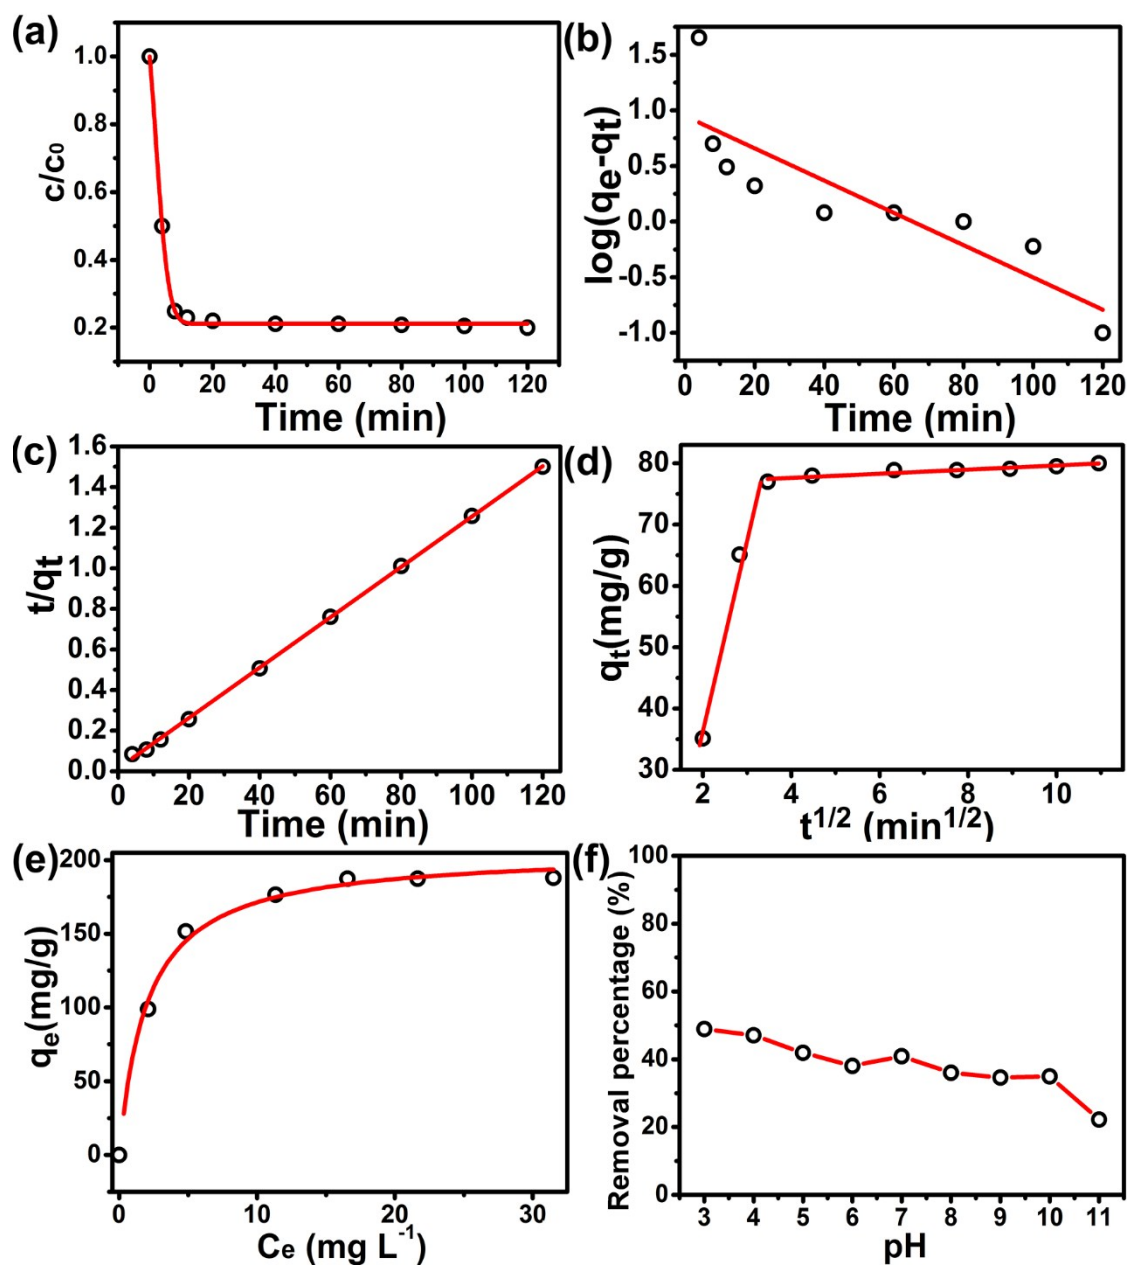 (a)
c/c₀
1.0
0.8
0.6
0.4
0.2
0 20 40 60 80 100 120
Time (min)
(b)
log(qₑ-qₜ)
1.5
1.0
0.5
0.0
-0.5
-1.0
0 20 40 60 80 100 120
Time (min)
(c)
t/qₜ
1.6
1.4
1.2
1.0
0.8
0.6
0.4
0.2
0.0
0 20 40 60 80 100 120
Time (min)
(d)
qₜ(mg/g)
80
70
60
50
40
30
2 4 6 8 10
t¹/² (min¹/²)
(e)
qₑ(mg/g)
200
150
100
50
0
0 10 20 30
Cₑ (mg L⁻¹)
(f)
Removal percentage (%)
100
80
60
40
20
0
3 4 5 6 7 8 9 10 11
pH